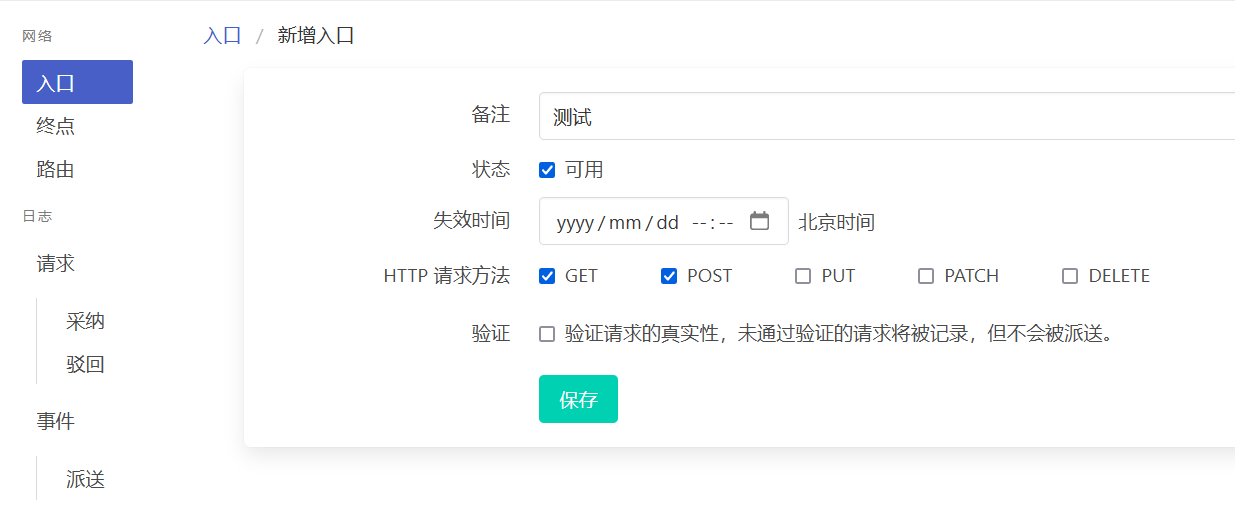 网络
入口
终点
路由
日志
请求
采纳
驳回
事件
派送
入口 / 新增入口
备注 测试
状态 可用
失效时间 yyyy/mm/dd --:-- 北京时间
HTTP 请求方法 GET POST PUT PATCH DELETE
验证 验证请求的真实性，未通过验证的请求将被记录，但不会被派送。
保存